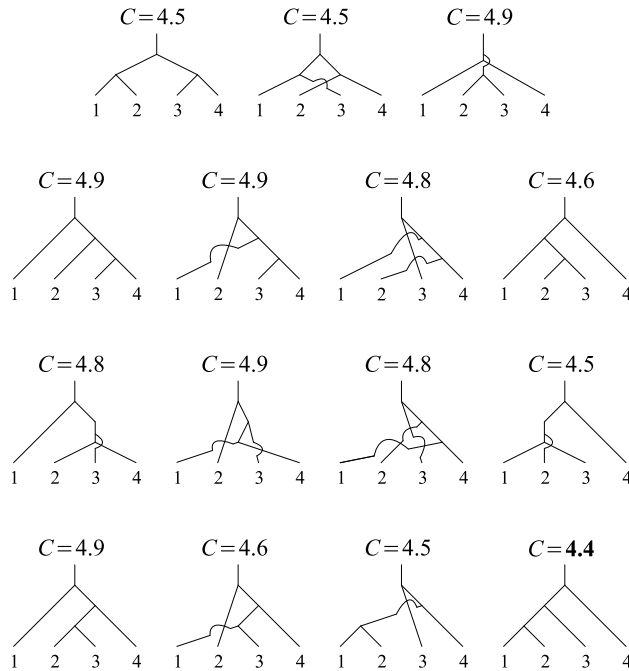 C=4.5 C=4.5 C=4.9
1 2 3 4 1 2 3 4 1 2 3 4
C=4.9 C=4.9 C=4.8 C=4.6
1 2 3 4 1 2 3 4 1 2 3 4 1 2 3 4
C=4.8 C=4.9 C=4.8 C=4.5
1 2 3 4 1 2 3 4 1 2 3 4 1 2 3 4
C=4.9 C=4.6 C=4.5 C=4.4
1 2 3 4 1 2 3 4 1 2 3 4 1 2 3 4